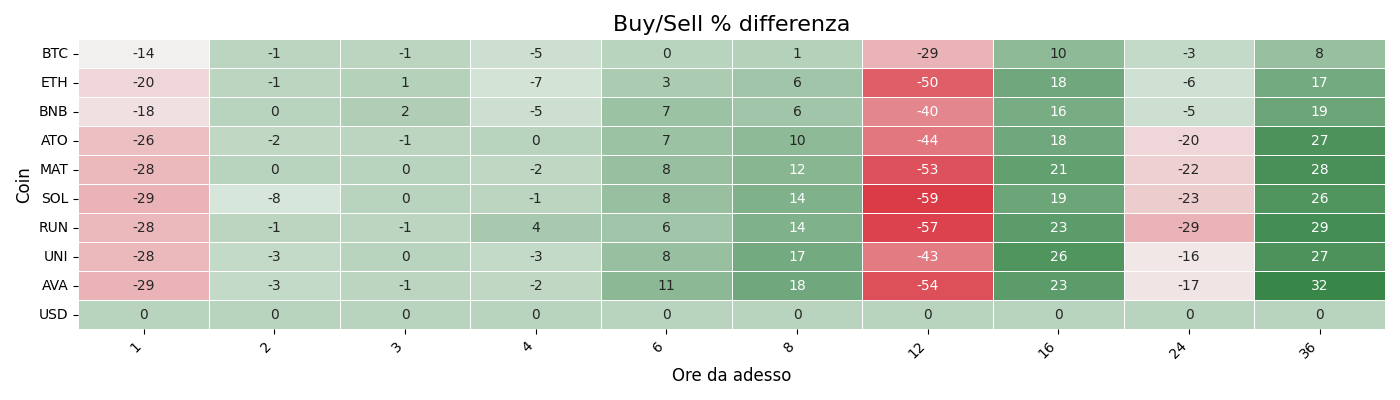 Buy/Sell % differenza
BTC -14 -1 -1 -5 0 1 -29 10 -3 8
ETH -20 -1 1 -7 3 6 -50 18 -6 17
BNB -18 0 2 -5 7 6 -40 16 -5 19
ATO -26 -2 -1 0 7 10 -44 18 -20 27
MAT -28 0 0 -2 8 12 -53 21 -22 28
SOL -29 -8 0 -1 8 14 -59 19 -23 26
RUN -28 -1 -1 4 6 14 -57 23 -29 29
UNI -28 -3 0 -3 8 17 -43 26 -16 27
AVA -29 -3 -1 -2 11 18 -54 23 -17 32
USD 0 0 0 0 0 0 0 0 0 0
Coin
1 2 3 4 6 8 12 16 24 36
Ore da adesso